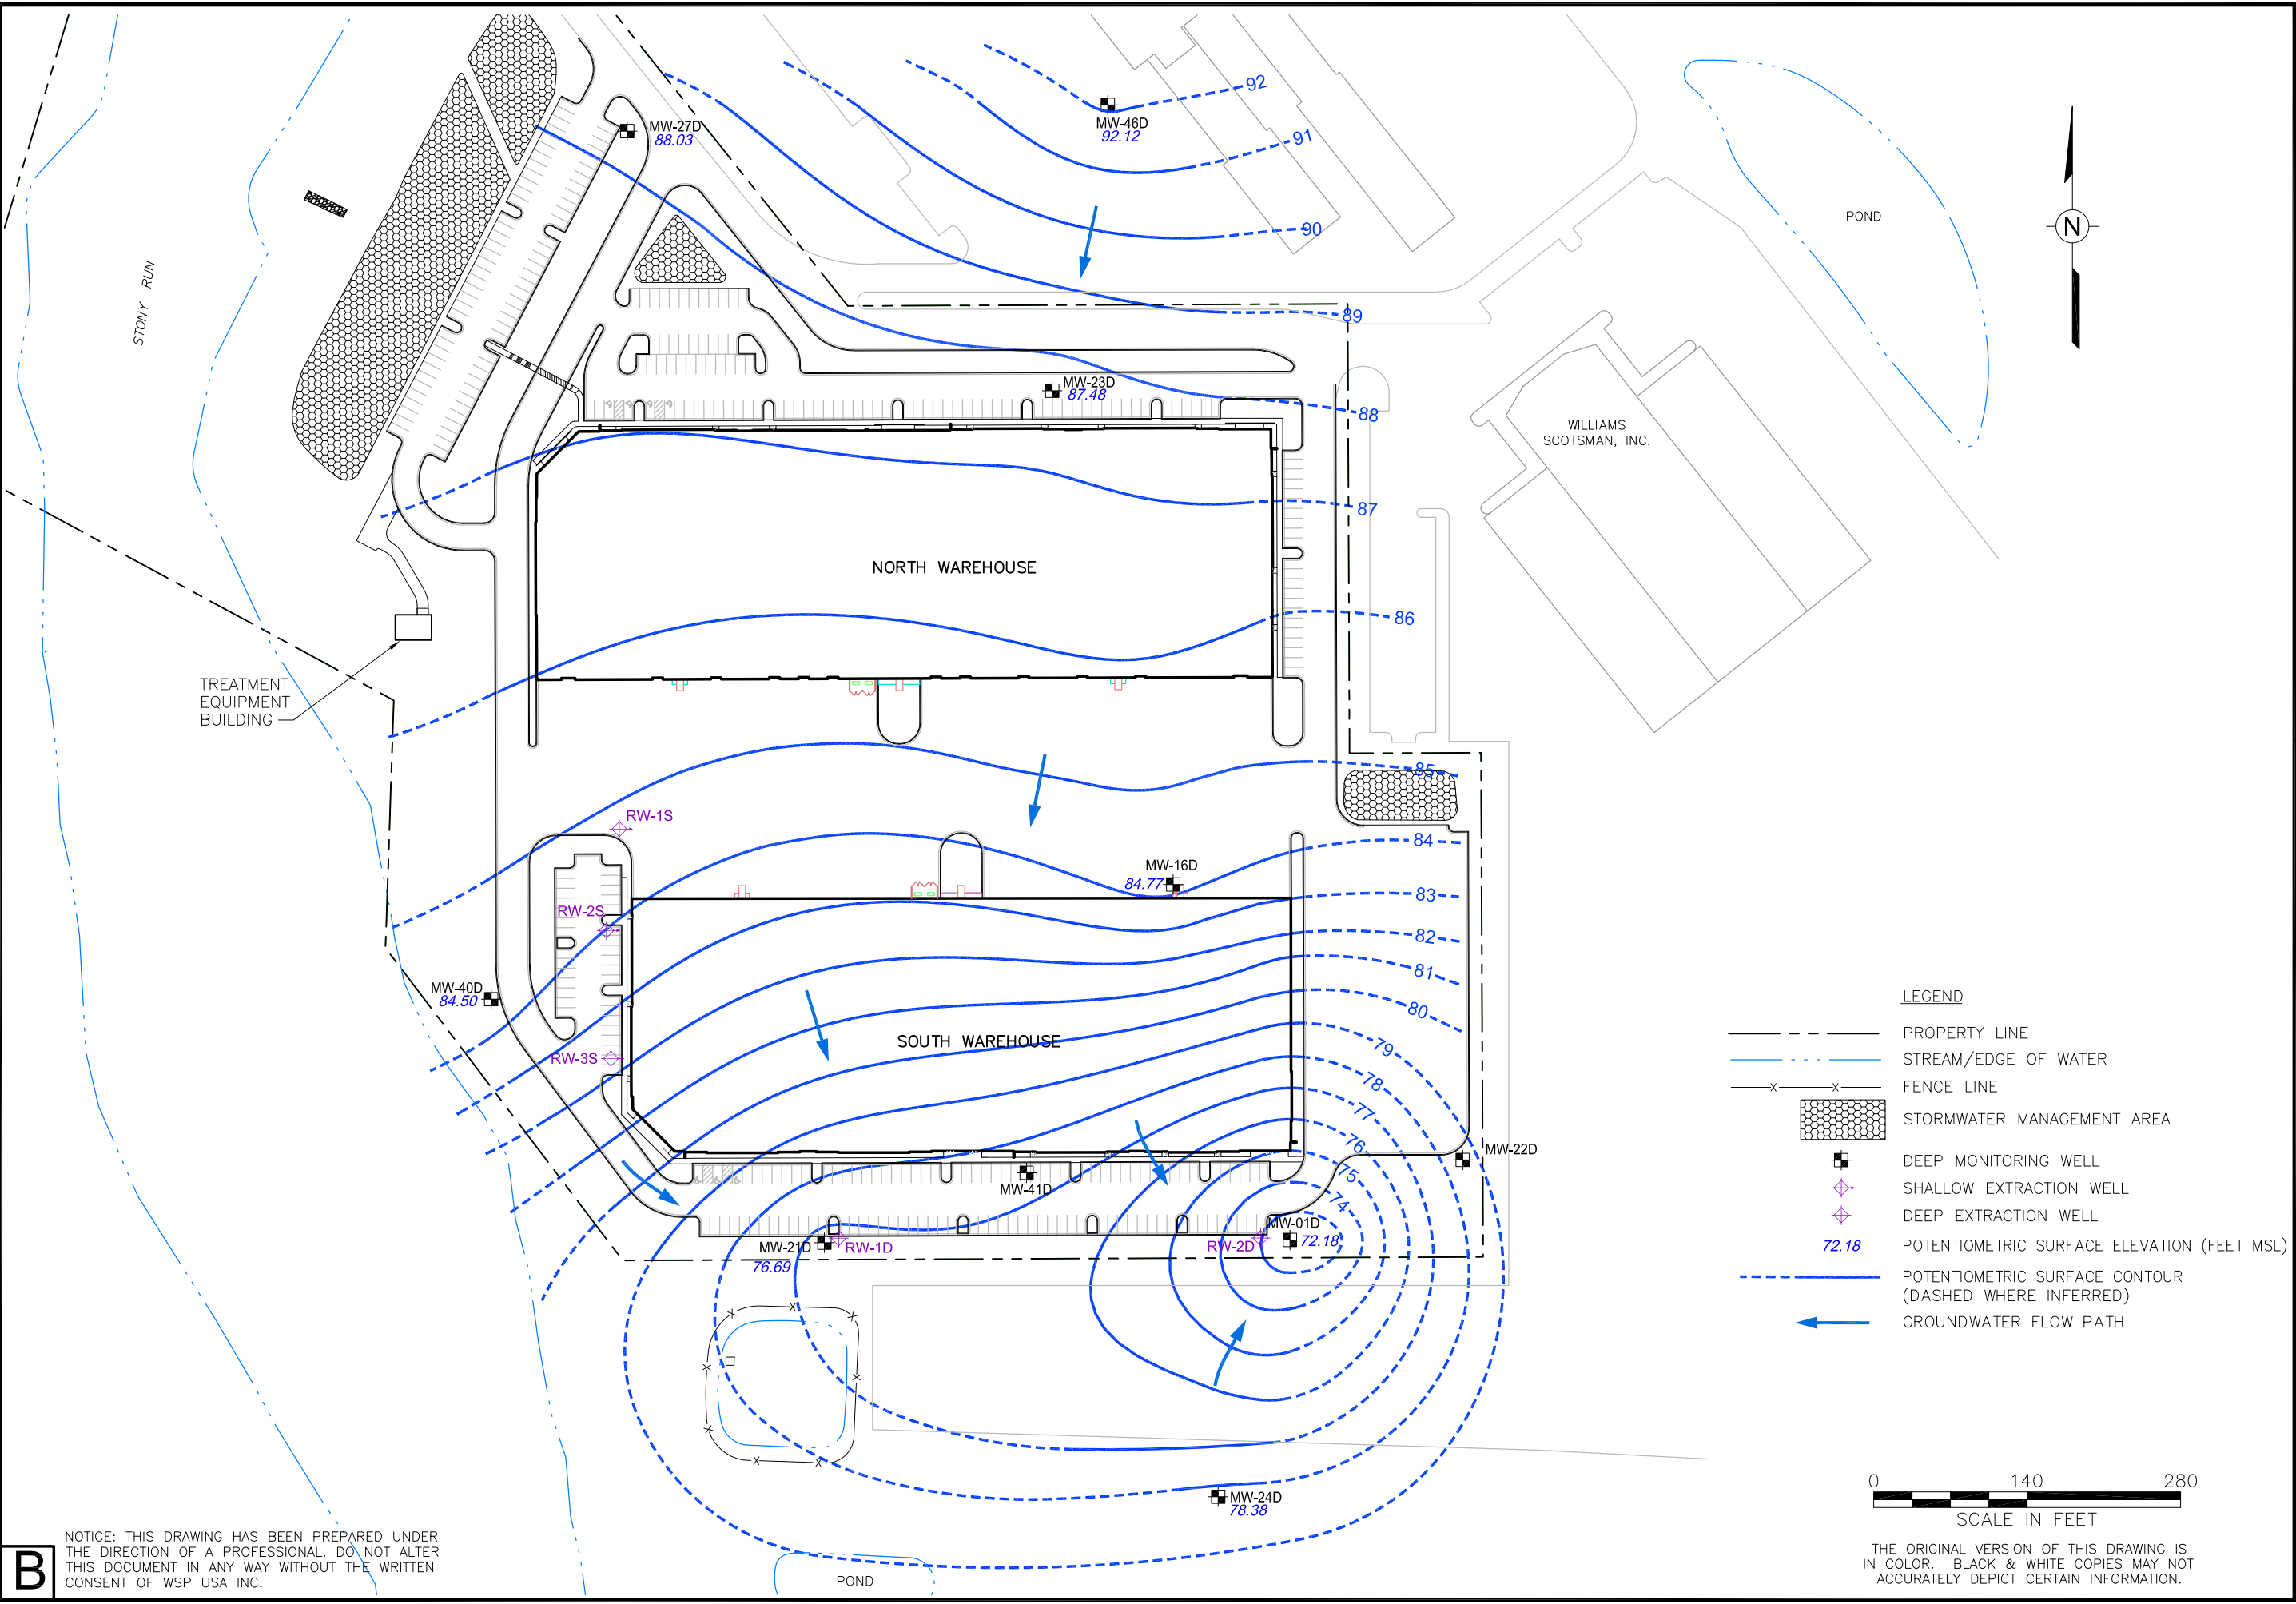 92
MW-46D
92.12
91
MW-27D
88.03
90
POND
N
STONY RUN
89
MW-23D
87.48
88
WILLIAMS
SCOTSMAN, INC.
87
NORTH WAREHOUSE
86
TREATMENT
EQUIPMENT
BUILDING
85
RW-1S
84
MW-16D
84.77
83
RW-2S
82
81
MW-40D
84.50
80
SOUTH WAREHOUSE
79
RW-3S
78
77
76
75
74
MW-22D
MW-41D
MW-01D
72.18
MW-21D
RW-1D
RW-2D
76.69
X
X
X
X
X
X
X
X
X
MW-24D
78.38
POND
LEGEND
PROPERTY LINE
STREAM/EDGE OF WATER
X X FENCE LINE
STORMWATER MANAGEMENT AREA
DEEP MONITORING WELL
SHALLOW EXTRACTION WELL
DEEP EXTRACTION WELL
72.18 POTENTIOMETRIC SURFACE ELEVATION (FEET MSL)
POTENTIOMETRIC SURFACE CONTOUR
(DASHED WHERE INFERRED)
GROUNDWATER FLOW PATH
0 140 280
SCALE IN FEET
THE ORIGINAL VERSION OF THIS DRAWING IS
IN COLOR. BLACK & WHITE COPIES MAY NOT
ACCURATELY DEPICT CERTAIN INFORMATION.
B
NOTICE: THIS DRAWING HAS BEEN PREPARED UNDER
THE DIRECTION OF A PROFESSIONAL. DO NOT ALTER
THIS DOCUMENT IN ANY WAY WITHOUT THE WRITTEN
CONSENT OF WSP USA INC.